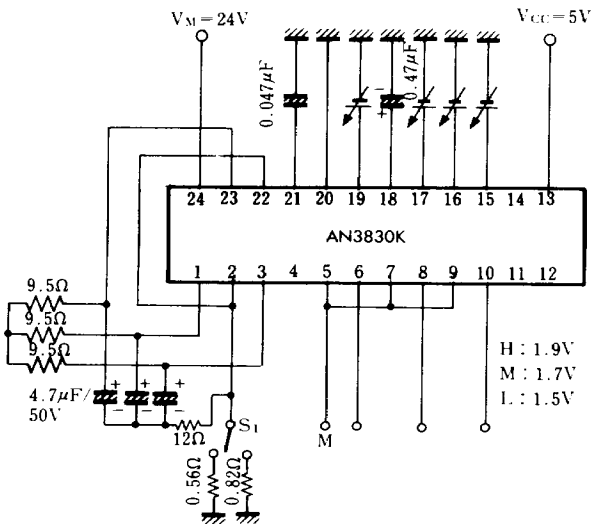 V_M=24V
V_CC=5V
0.047μF
0.47μF
−
+
24 23 22 21 20 19 18 17 16 15 14 13
AN3830K
1 2 3 4 5 6 7 8 9 10 11 12
9.5Ω
9.5Ω
9.5Ω
H : 1.9V
M : 1.7V
L : 1.5V
4.7μF/
50V
+ + +
− − −
12Ω
S₁
M
0.56Ω
0.82Ω